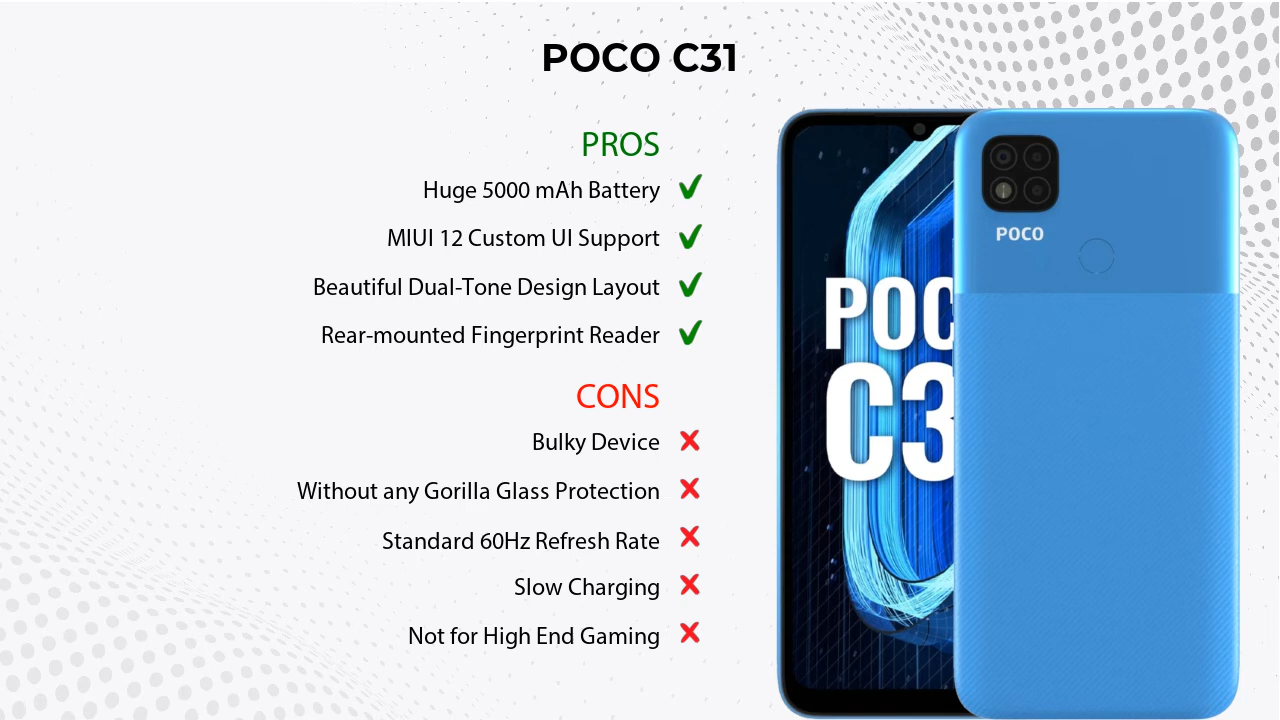 POCO C31
PROS
Huge 5000 mAh Battery
MIUI 12 Custom UI Support
Beautiful Dual-Tone Design Layout
Rear-mounted Fingerprint Reader
CONS
Bulky Device
Without any Gorilla Glass Protection
Standard 60Hz Refresh Rate
Slow Charging
Not for High End Gaming
POCO
POC
C3